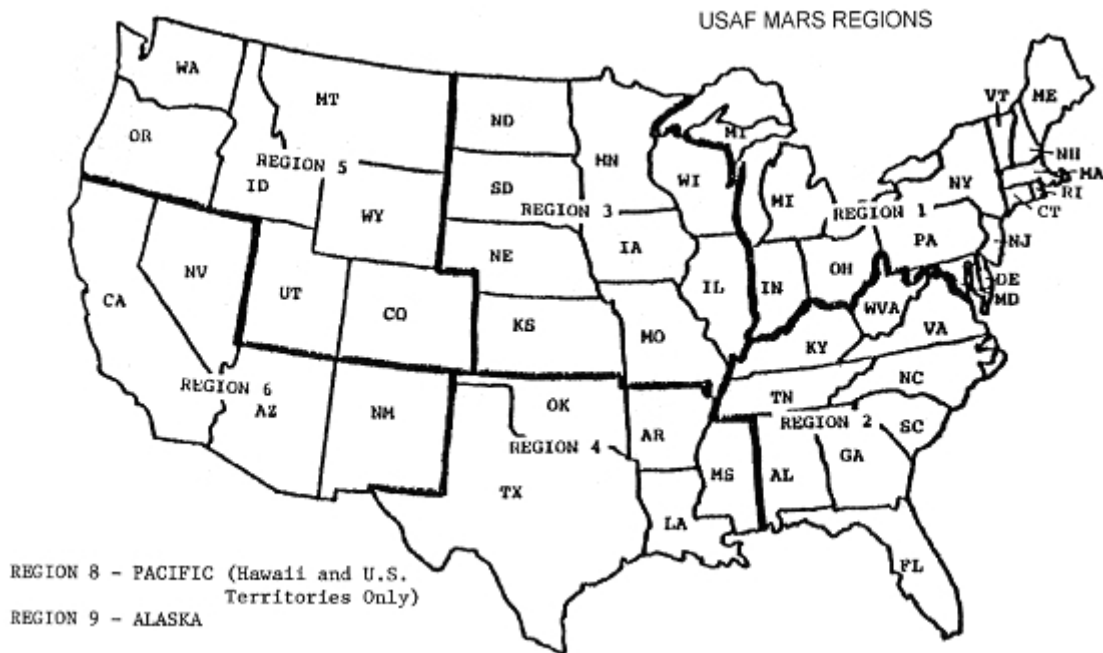 USAF MARS REGIONS
WA
MT
ND
MN
MI
VT
ME
OR
REGION 5
ID
SD
WI
MI
NY
NH
MA
RI
CT
WY
REGION 3
REGION 1
IA
PA
NJ
NV
NE
OH
DE
MD
CA
UT
CO
IL
IN
WVA
KS
MO
KY
VA
REGION 6
AZ
NM
OK
TN
NC
REGION 4
AR
REGION 2
SC
TX
MS
AL
GA
LA
FL
REGION 8 - PACIFIC (Hawaii and U.S.
Territories Only)
REGION 9 - ALASKA